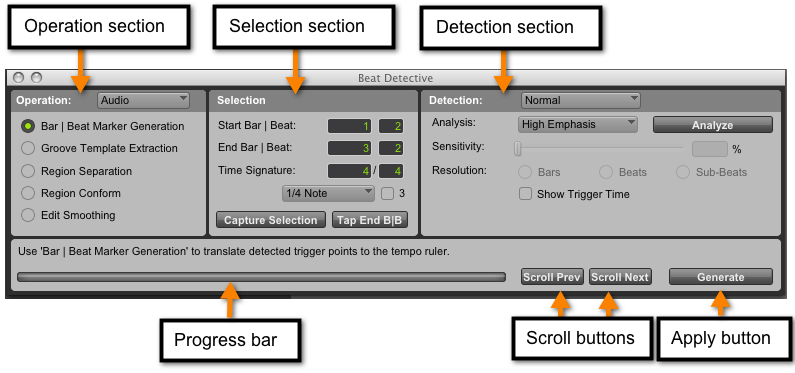 Operation section
Selection section
Detection section
Beat Detective
Operation: Audio
Selection
Detection: Normal
Bar | Beat Marker Generation
Groove Template Extraction
Region Separation
Region Conform
Edit Smoothing
Start Bar | Beat: 1 2
End Bar | Beat: 3 2
Time Signature: 4 / 4
1/4 Note 3
Capture Selection Tap End B|B
Analysis: High Emphasis Analyze
Sensitivity: %
Resolution: Bars Beats Sub-Beats
Show Trigger Time
Use 'Bar | Beat Marker Generation' to translate detected trigger points to the tempo ruler.
Scroll Prev Scroll Next Generate
Progress bar
Scroll buttons
Apply button